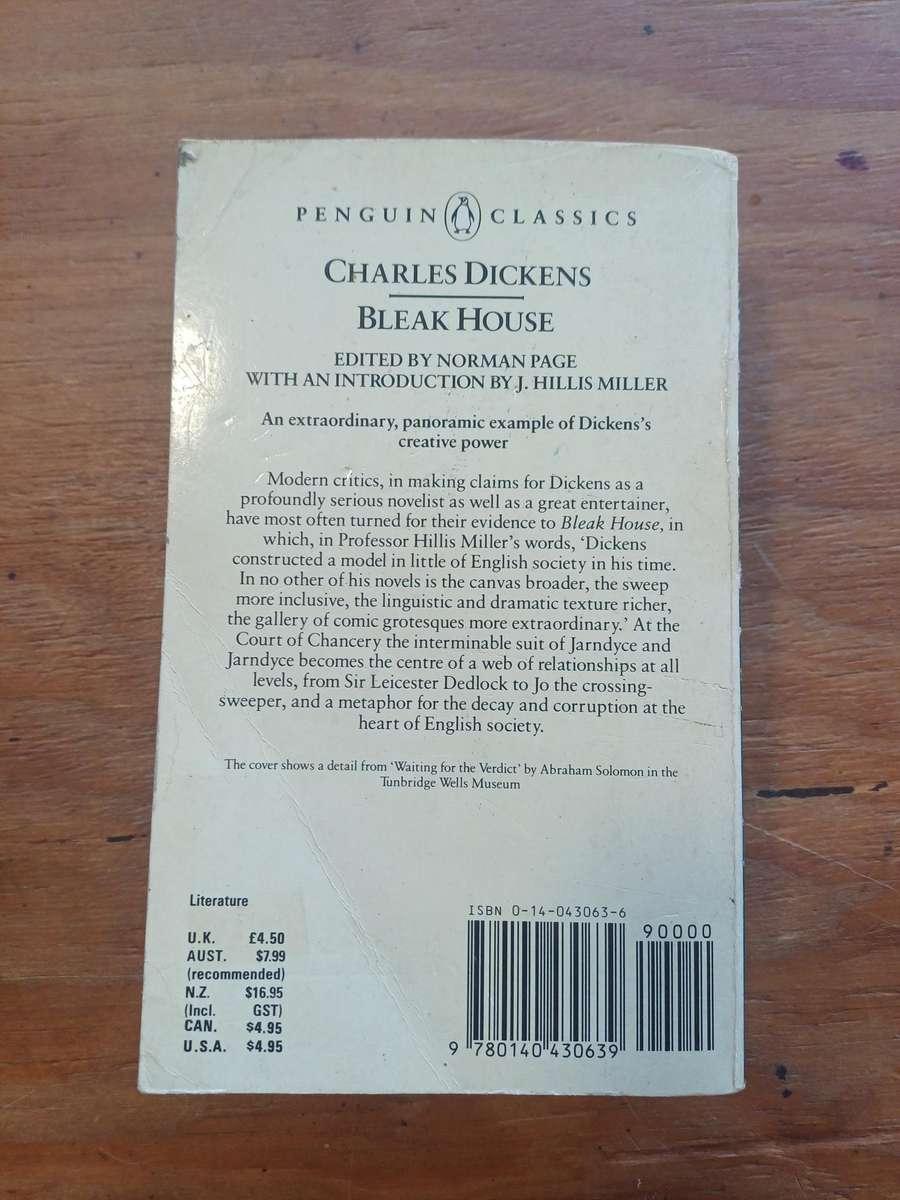 PENGUIN CLASSICS
CHARLES DICKENS
BLEAK HOUSE
EDITED BY NORMAN PAGE
WITH AN INTRODUCTION BY J. HILLIS MILLER
An extraordinary, panoramic example of Dickens's
creative power
Modern critics, in making claims for Dickens as a
profoundly serious novelist as well as a great entertainer,
have most often turned for their evidence to Bleak House, in
which, in Professor Hillis Miller's words, 'Dickens
constructed a model in little of English society in his time.
In no other of his novels is the canvas broader, the sweep
more inclusive, the linguistic and dramatic texture richer,
the gallery of comic grotesques more extraordinary.' At the
Court of Chancery the interminable suit of Jarndyce and
Jarndyce becomes the centre of a web of relationships at all
levels, from Sir Leicester Dedlock to Jo the crossing-
sweeper, and a metaphor for the decay and corruption at the
heart of English society.
The cover shows a detail from 'Waiting for the Verdict' by Abraham Solomon in the
Tunbridge Wells Museum
Literature
U.K. £4.50
AUST. $7.99
(recommended)
N.Z. $16.95
(Incl. GST)
CAN. $4.95
U.S.A. $4.95
ISBN 0-14-043063-6
90000
9 780140 430639